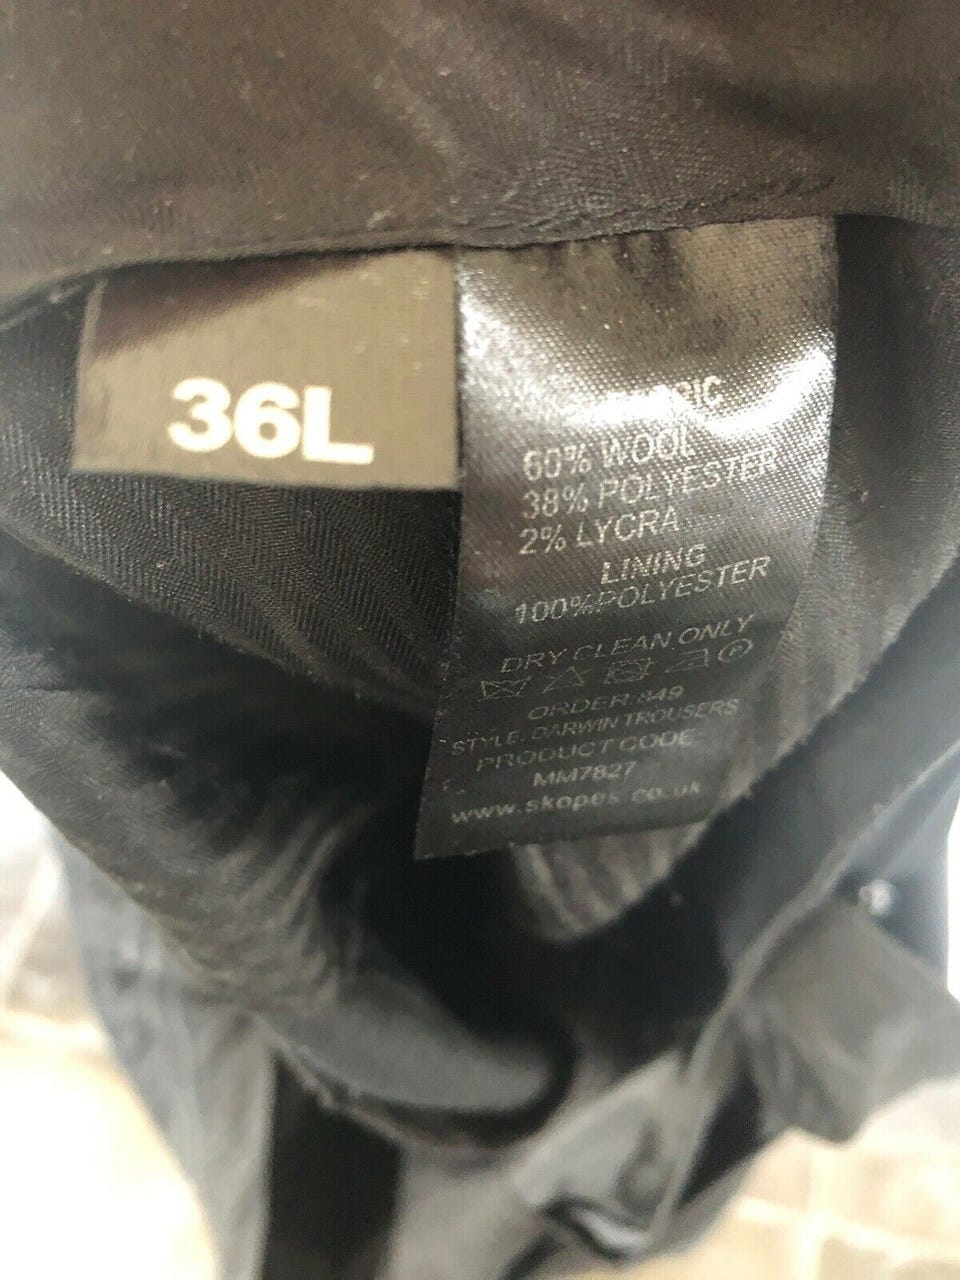 36L
60% WOOL
38% POLYESTER
2% LYCRA
LINING
100% POLYESTER
DRY CLEAN ONLY
P
ORDER: 849
STYLE: DARWIN TROUSERS
PRODUCT CODE
MM7827
www.skopes.co.uk